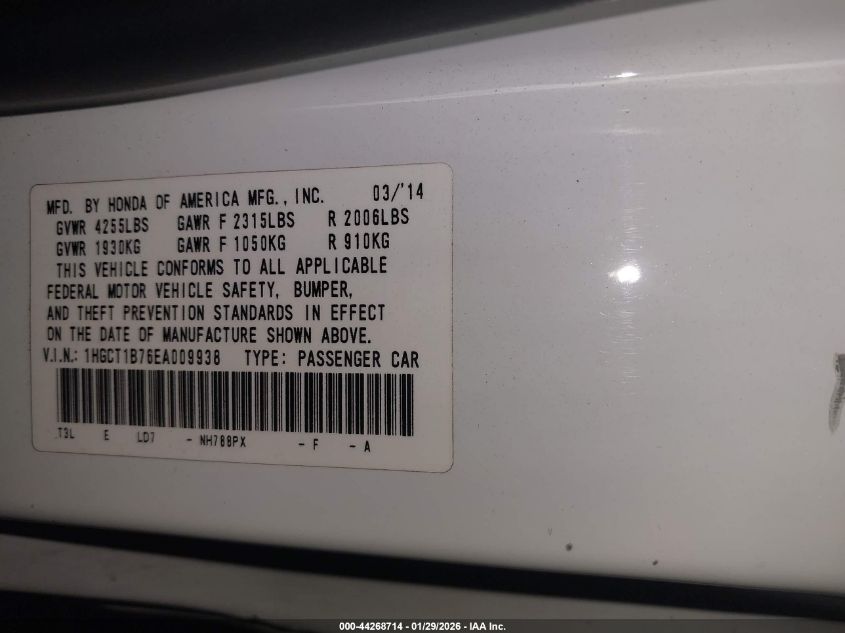 MFD. BY HONDA OF AMERICA MFG., INC. 03/'14
GVWR 4255LBS GAWR F 2315LBS R 2006LBS
GVWR 1930KG GAWR F 1050KG R 910KG
THIS VEHICLE CONFORMS TO ALL APPLICABLE
FEDERAL MOTOR VEHICLE SAFETY, BUMPER,
AND THEFT PREVENTION STANDARDS IN EFFECT
ON THE DATE OF MANUFACTURE SHOWN ABOVE.
V.I.N.: 1HGCT1B76EA009938 TYPE: PASSENGER CAR
T3L E LD7 - NH788PX - F - A
000-44268714 - 01/29/2026 - IAA Inc.